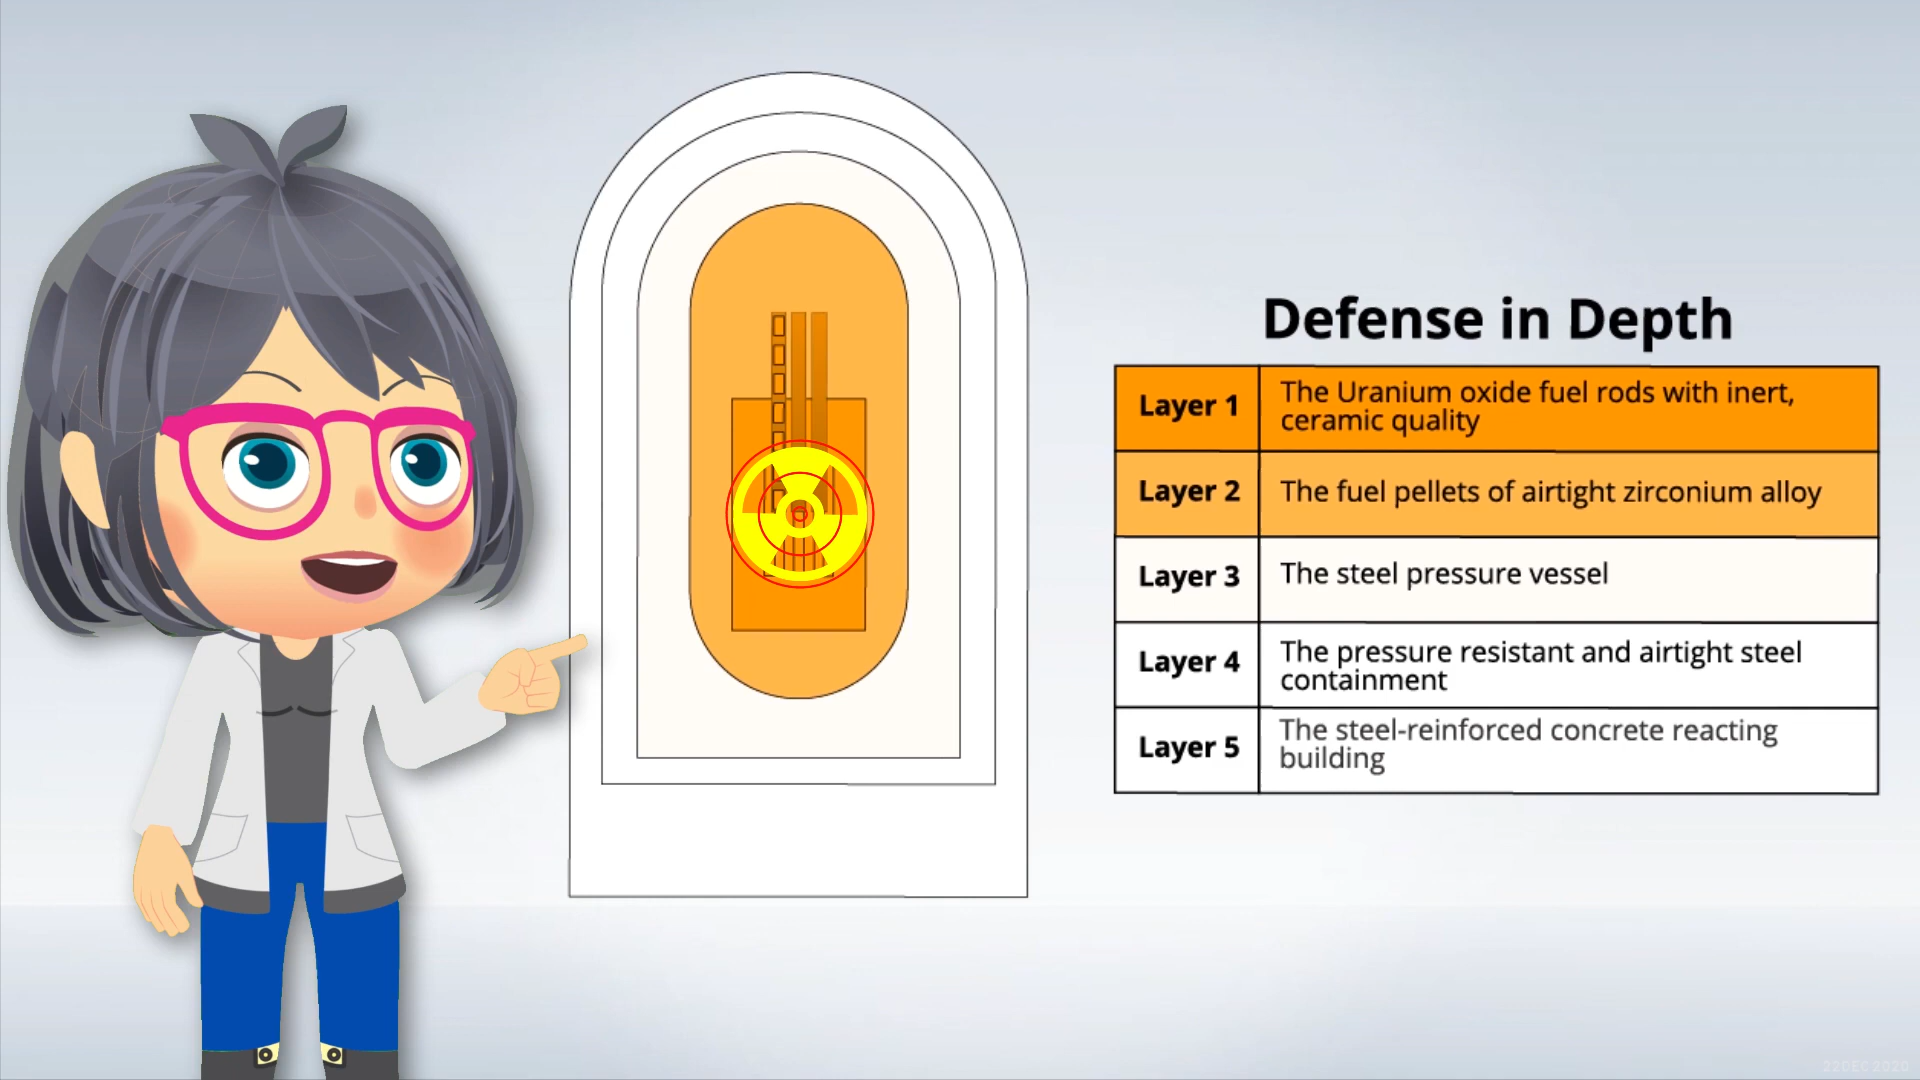 Defense in Depth
Layer 1
The Uranium oxide fuel rods with inert,
ceramic quality
Layer 2
The fuel pellets of airtight zirconium alloy
Layer 3
The steel pressure vessel
Layer 4
The pressure resistant and airtight steel
containment
Layer 5
The steel-reinforced concrete reacting
building
22DEC2020